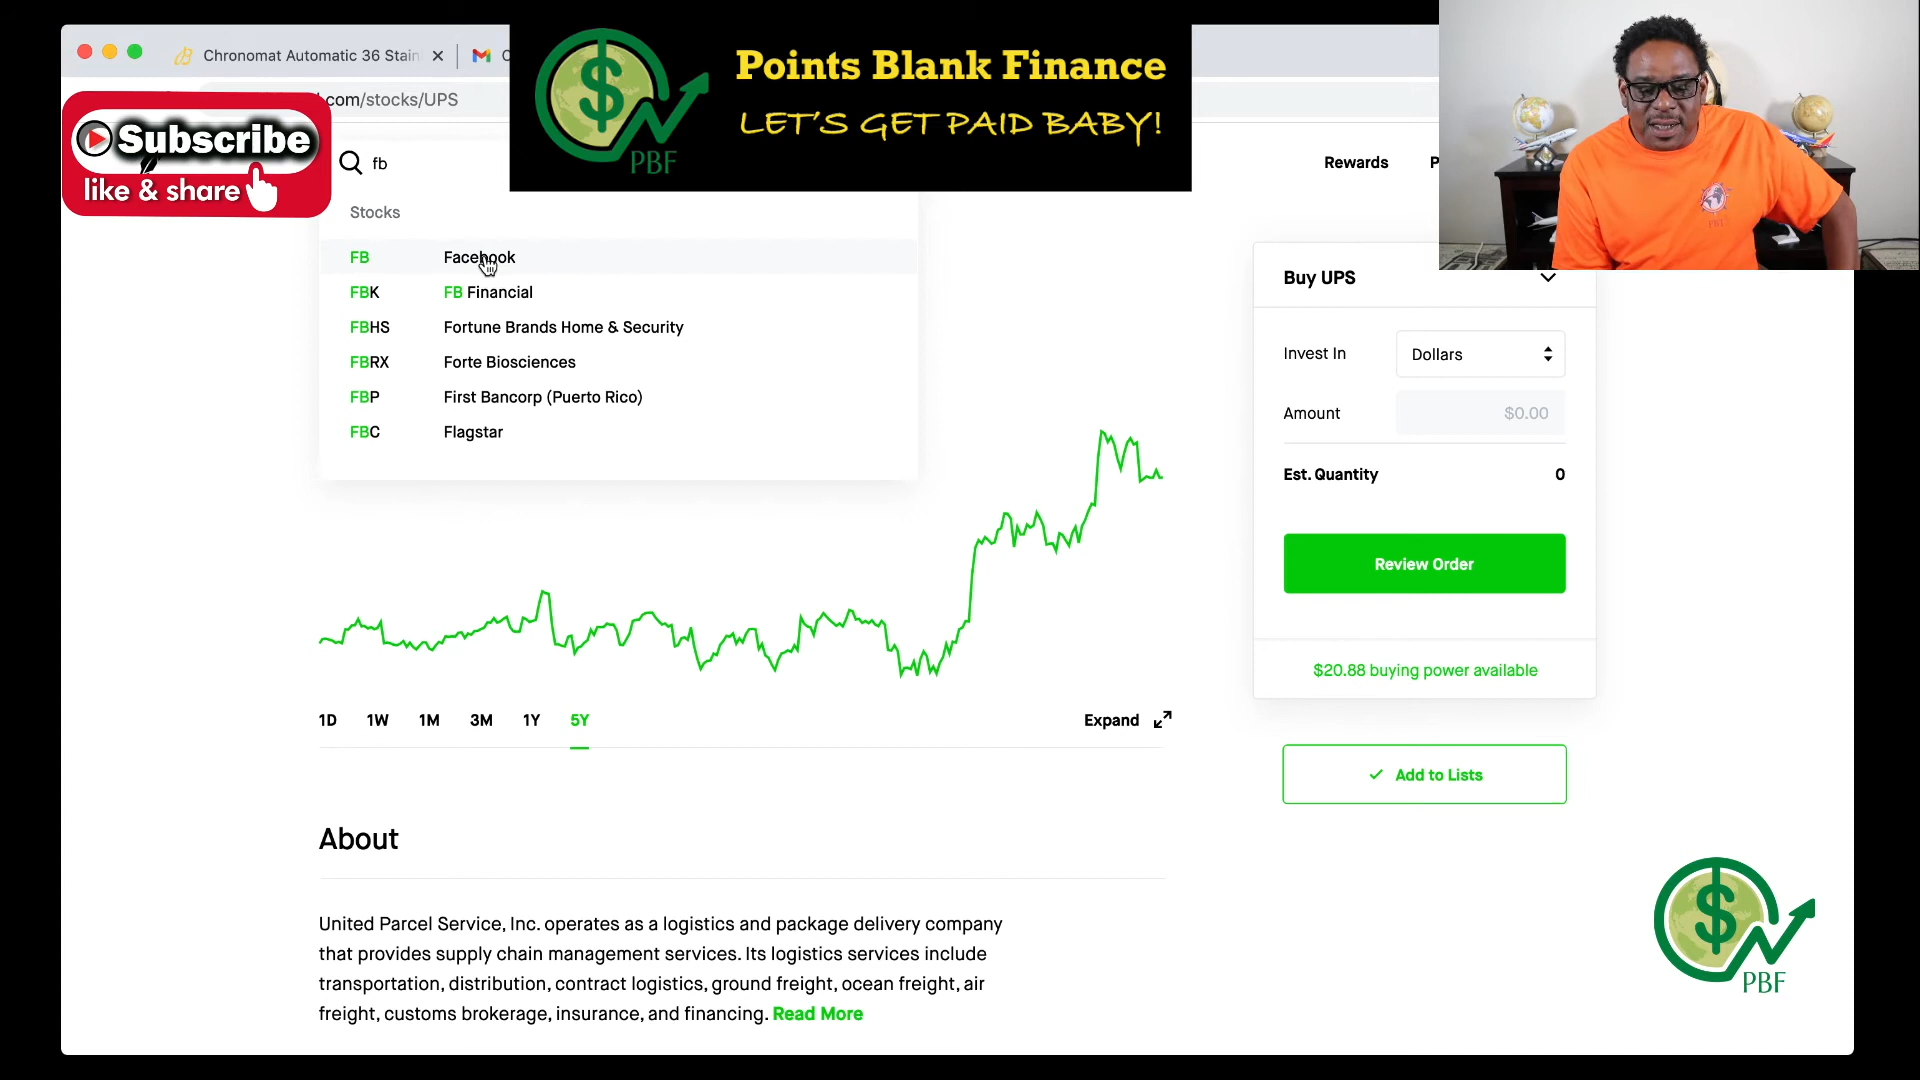 Chronomat Automatic 36 Stain
Points Blank Finance
LET'S GET PAID BABY!
PBF
.com/stocks/UPS
Subscribe
like & share
fb
Rewards
Stocks
FB Facebook
FBK FB Financial
FBHS Fortune Brands Home & Security
FBRX Forte Biosciences
FBP First Bancorp (Puerto Rico)
FBC Flagstar
Buy UPS
Invest In Dollars
Amount $0.00
Est. Quantity 0
Review Order
$20.88 buying power available
1D 1W 1M 3M 1Y 5Y Expand
Add to Lists
About
United Parcel Service, Inc. operates as a logistics and package delivery company
that provides supply chain management services. Its logistics services include
transportation, distribution, contract logistics, ground freight, ocean freight, air
freight, customs brokerage, insurance, and financing. Read More
PBF